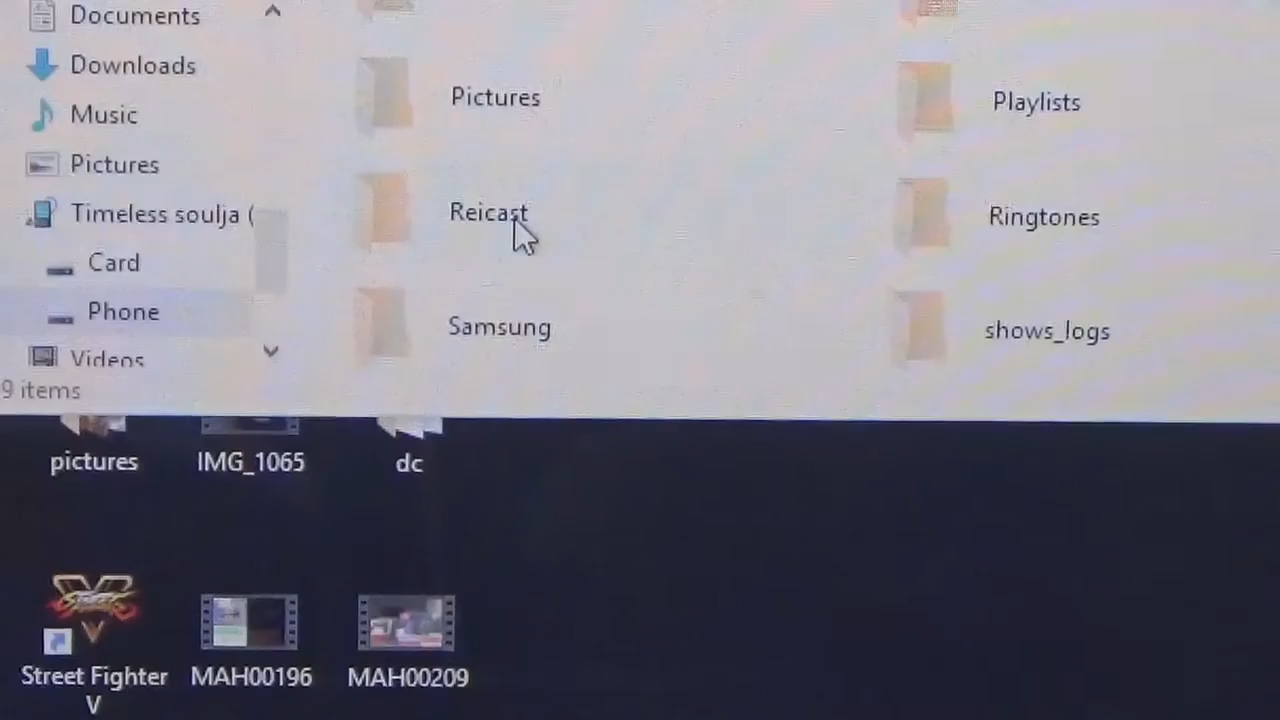 Documents
Downloads
Music
Pictures
Timeless soulja (
Card
Phone
Videos
9 items
Pictures
Playlists
Reicast
Ringtones
Samsung
shows_logs
pictures
IMG_1065
dc
Street Fighter
V
MAH00196
MAH00209